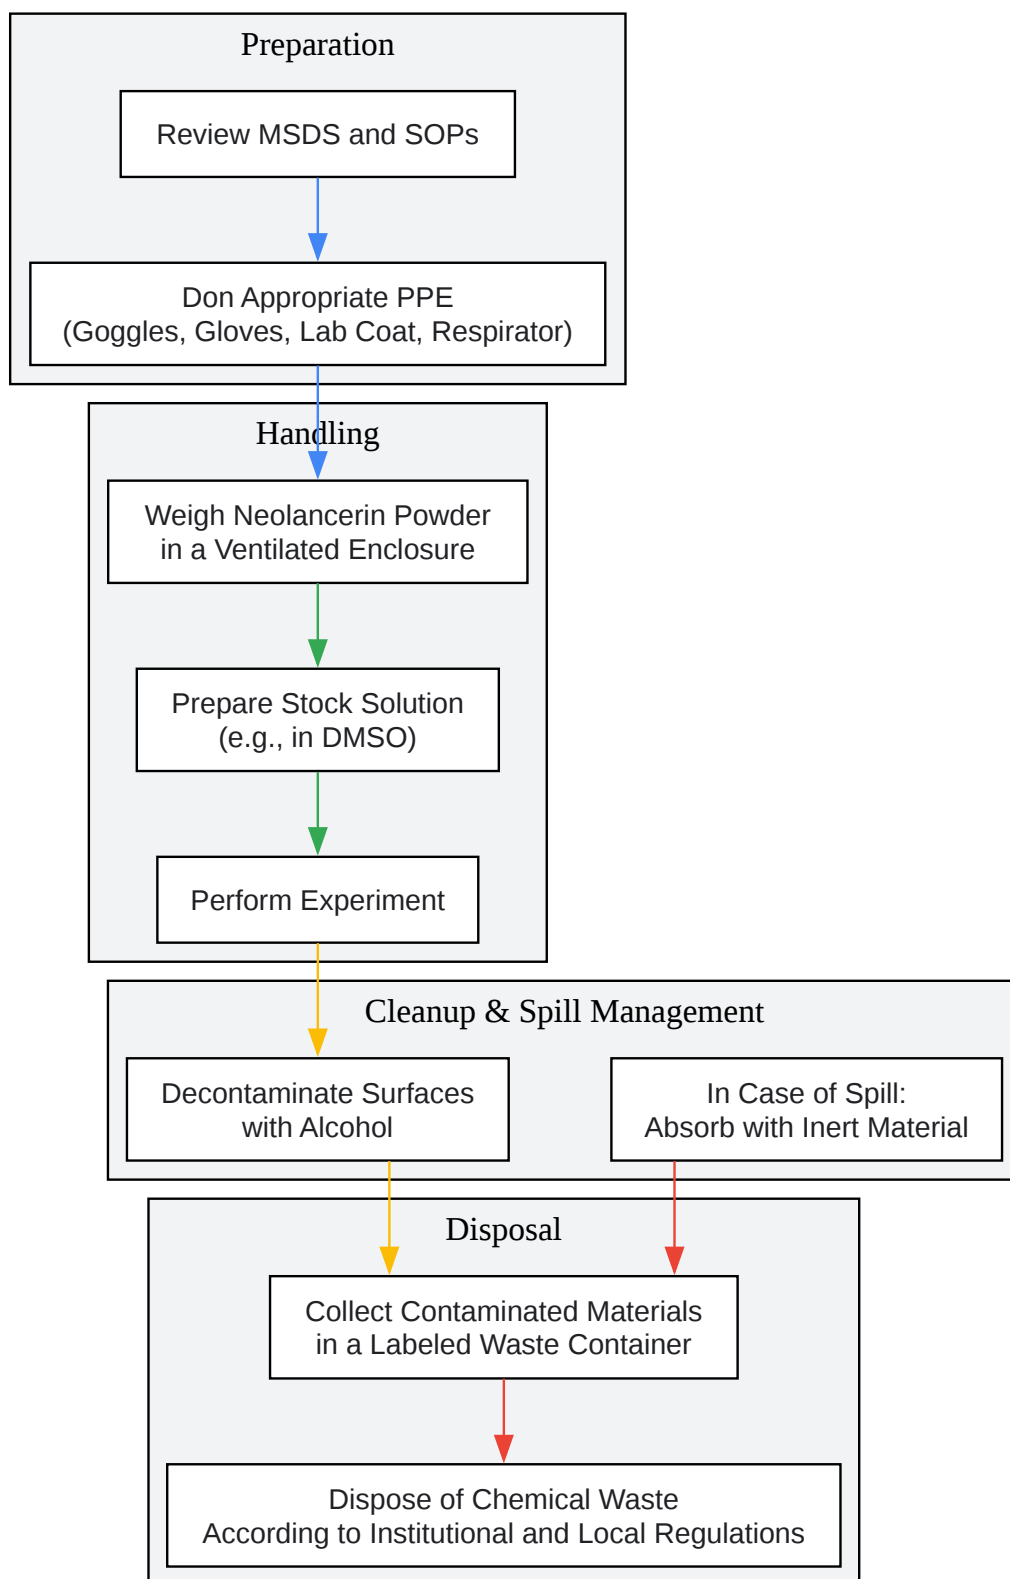 Preparation
Review MSDS and SOPs
Don Appropriate PPE
(Goggles, Gloves, Lab Coat, Respirator)
Handling
Weigh Neolancerin Powder
in a Ventilated Enclosure
Prepare Stock Solution
(e.g., in DMSO)
Perform Experiment
Cleanup & Spill Management
Decontaminate Surfaces
with Alcohol
In Case of Spill:
Absorb with Inert Material
Disposal
Collect Contaminated Materials
in a Labeled Waste Container
Dispose of Chemical Waste
According to Institutional and Local Regulations